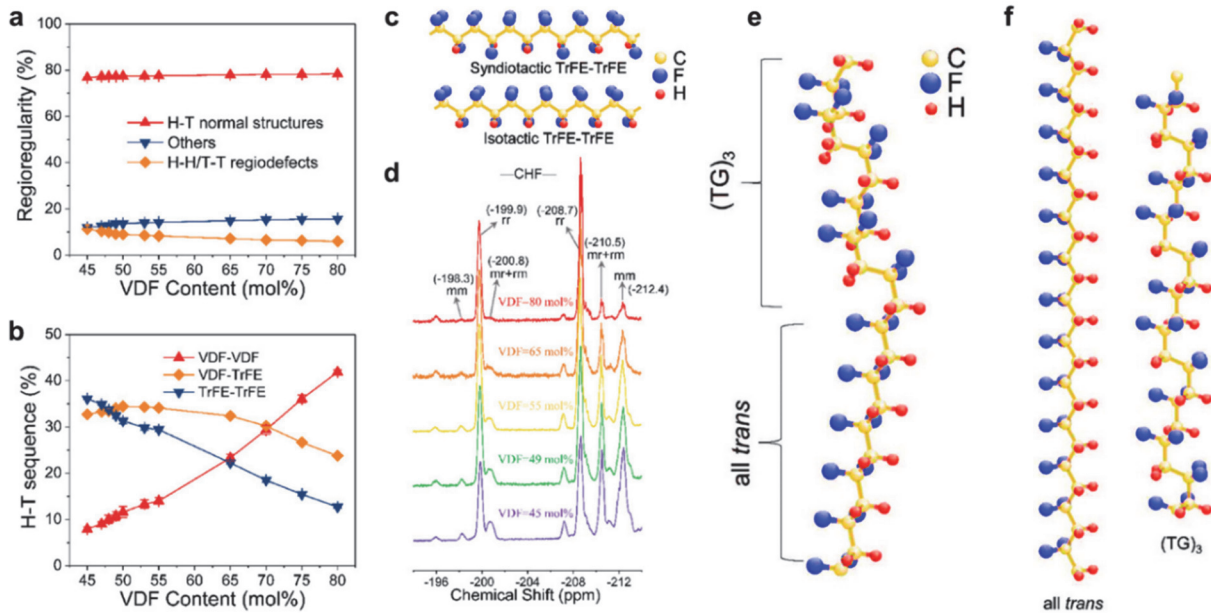 a
Regioregularity (%)
100
80
60
40
20
0
H-T normal structures
Others
H-H/T-T regiodefects
45 50 55 60 65 70 75 80
VDF Content (mol%)
b
H-T sequence (%)
50
40
30
20
10
0
VDF-VDF
VDF-TrFE
TrFE-TrFE
45 50 55 60 65 70 75 80
VDF Content (mol%)
c
Syndiotactic TrFE-TrFE
Isotactic TrFE-TrFE
C
F
H
d
—CHF—
(-199.9)
rr
(-208.7)
rr
(-210.5)
mr+rm
(-198.3)
mm
(-200.8)
mr+rm
mm
(-212.4)
VDF=80 mol%
VDF=65 mol%
VDF=55 mol%
VDF=49 mol%
VDF=45 mol%
-196 -200 -204 -208 -212
Chemical Shift (ppm)
e
C
F
H
(TG)3
all trans
f
all trans
(TG)3